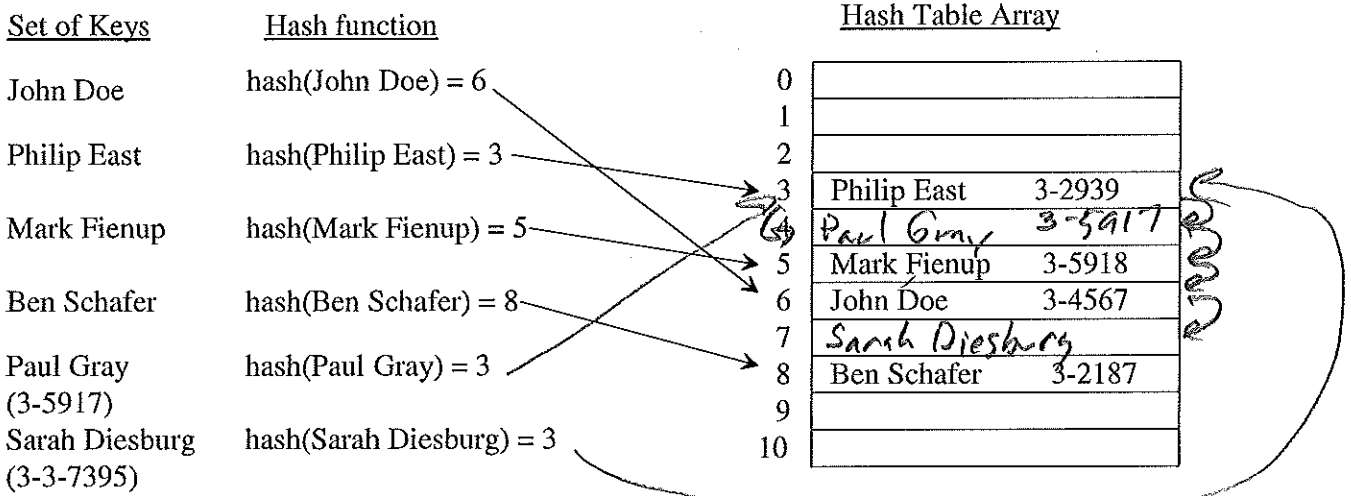 Set of Keys Hash function Hash Table Array
John Doe hash(John Doe) = 6
Philip East hash(Philip East) = 3
Mark Fienup hash(Mark Fienup) = 5
Ben Schafer hash(Ben Schafer) = 8
Paul Gray hash(Paul Gray) = 3
(3-5917)
Sarah Diesburg hash(Sarah Diesburg) = 3
(3-3-7395)
0
1
2
3 Philip East 3-2939
4 Paul Gray 3-5917
5 Mark Fienup 3-5918
6 John Doe 3-4567
7 Sarah Diesburg
8 Ben Schafer 3-2187
9
10